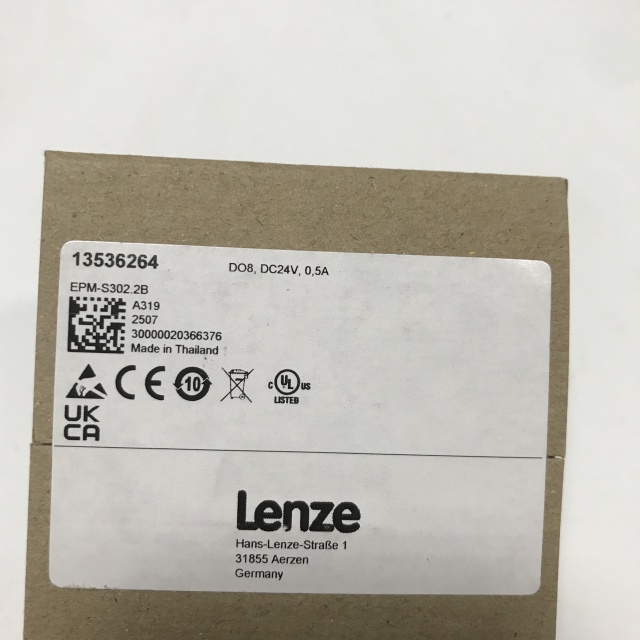 13536264
DO8, DC24V, 0,5A
EPM-S302.2B
A319
2507
30000020366376
Made in Thailand
CE
10
C UL US
LISTED
UK
CA
Lenze
Hans-Lenze-Straße 1
31855 Aerzen
Germany